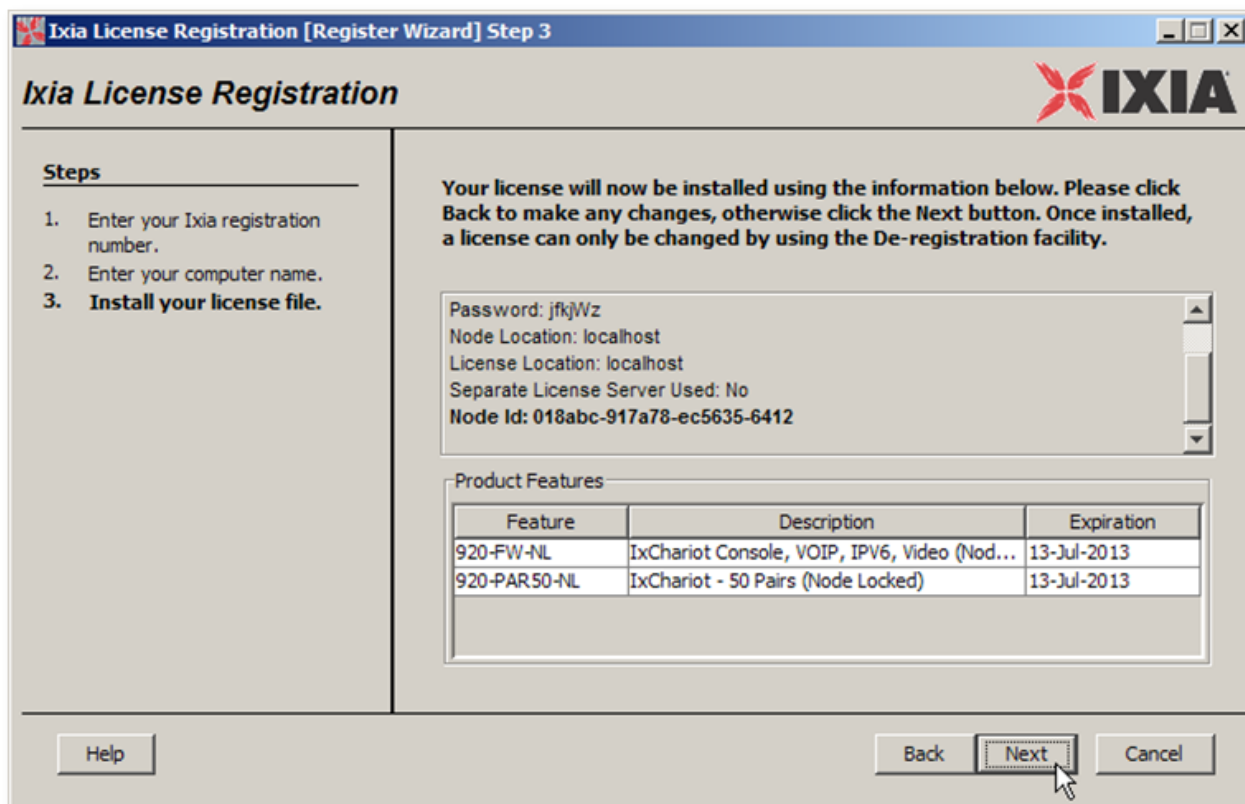 Ixia License Registration [Register Wizard] Step 3
Ixia License Registration
IXIA
Steps
1. Enter your Ixia registration
number.
2. Enter your computer name.
3. Install your license file.
Your license will now be installed using the information below. Please click
Back to make any changes, otherwise click the Next button. Once installed,
a license can only be changed by using the De-registration facility.
Password: jfkjWz
Node Location: localhost
License Location: localhost
Separate License Server Used: No
Node Id: 018abc-917a78-ec5635-6412
Product Features
Feature Description Expiration
920-FW-NL IxChariot Console, VOIP, IPV6, Video (Nod... 13-Jul-2013
920-PAR50-NL IxChariot - 50 Pairs (Node Locked) 13-Jul-2013
Help Back Next Cancel